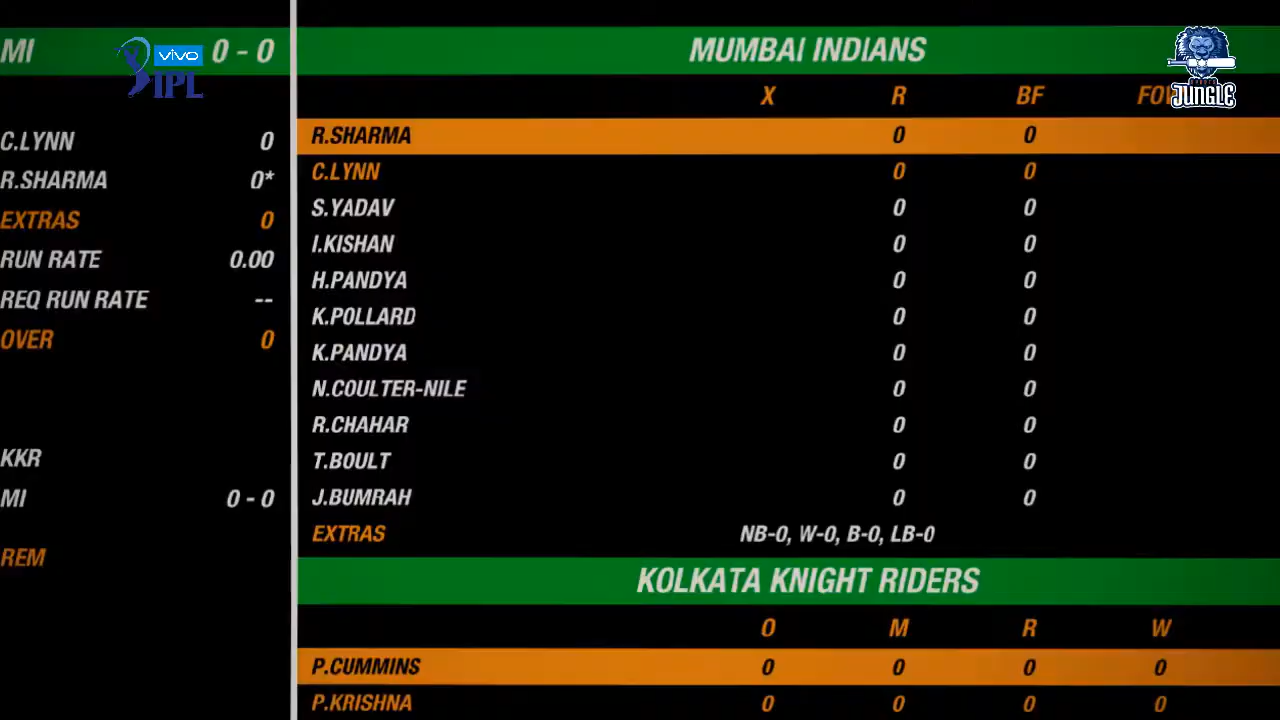 MI 0 - 0
vivo
IPL
C.LYNN 0
R.SHARMA 0*
EXTRAS 0
RUN RATE 0.00
REQ RUN RATE --
OVER 0
KKR
MI 0 - 0
REM
MUMBAI INDIANS
JUNGLE
X R BF
R.SHARMA 0 0
C.LYNN 0 0
S.YADAV 0 0
I.KISHAN 0 0
H.PANDYA 0 0
K.POLLARD 0 0
K.PANDYA 0 0
N.COULTER-NILE 0 0
R.CHAHAR 0 0
T.BOULT 0 0
J.BUMRAH 0 0
EXTRAS NB-0, W-0, B-0, LB-0
KOLKATA KNIGHT RIDERS
O M R W
P.CUMMINS 0 0 0 0
P.KRISHNA 0 0 0 0